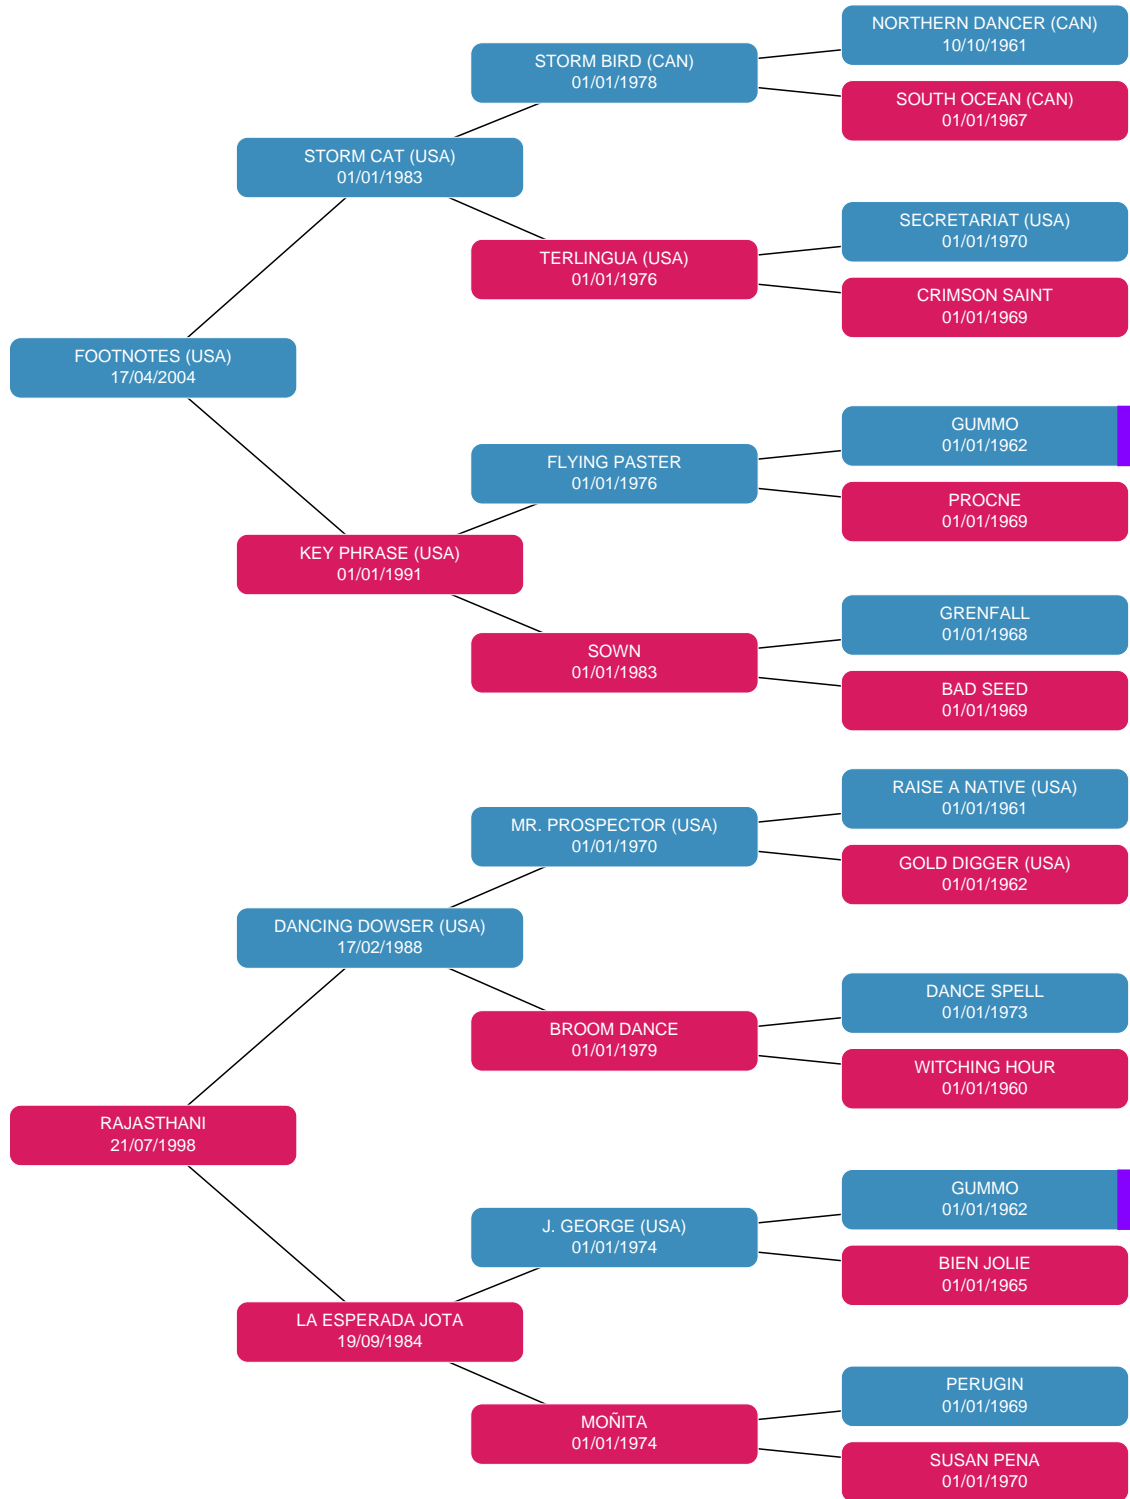 NORTHERN DANCER (CAN)
10/10/1961
STORM BIRD (CAN)
01/01/1978
SOUTH OCEAN (CAN)
01/01/1967
STORM CAT (USA)
01/01/1983
SECRETARIAT (USA)
01/01/1970
TERLINGUA (USA)
01/01/1976
CRIMSON SAINT
01/01/1969
FOOTNOTES (USA)
17/04/2004
GUMMO
01/01/1962
FLYING PASTER
01/01/1976
PROCNE
01/01/1969
KEY PHRASE (USA)
01/01/1991
GRENFALL
01/01/1968
SOWN
01/01/1983
BAD SEED
01/01/1969
RAISE A NATIVE (USA)
01/01/1961
MR. PROSPECTOR (USA)
01/01/1970
GOLD DIGGER (USA)
01/01/1962
DANCING DOWSER (USA)
17/02/1988
DANCE SPELL
01/01/1973
BROOM DANCE
01/01/1979
WITCHING HOUR
01/01/1960
RAJASTHANI
21/07/1998
GUMMO
01/01/1962
J. GEORGE (USA)
01/01/1974
BIEN JOLIE
01/01/1965
LA ESPERADA JOTA
19/09/1984
PERUGIN
01/01/1969
MOÑITA
01/01/1974
SUSAN PENA
01/01/1970